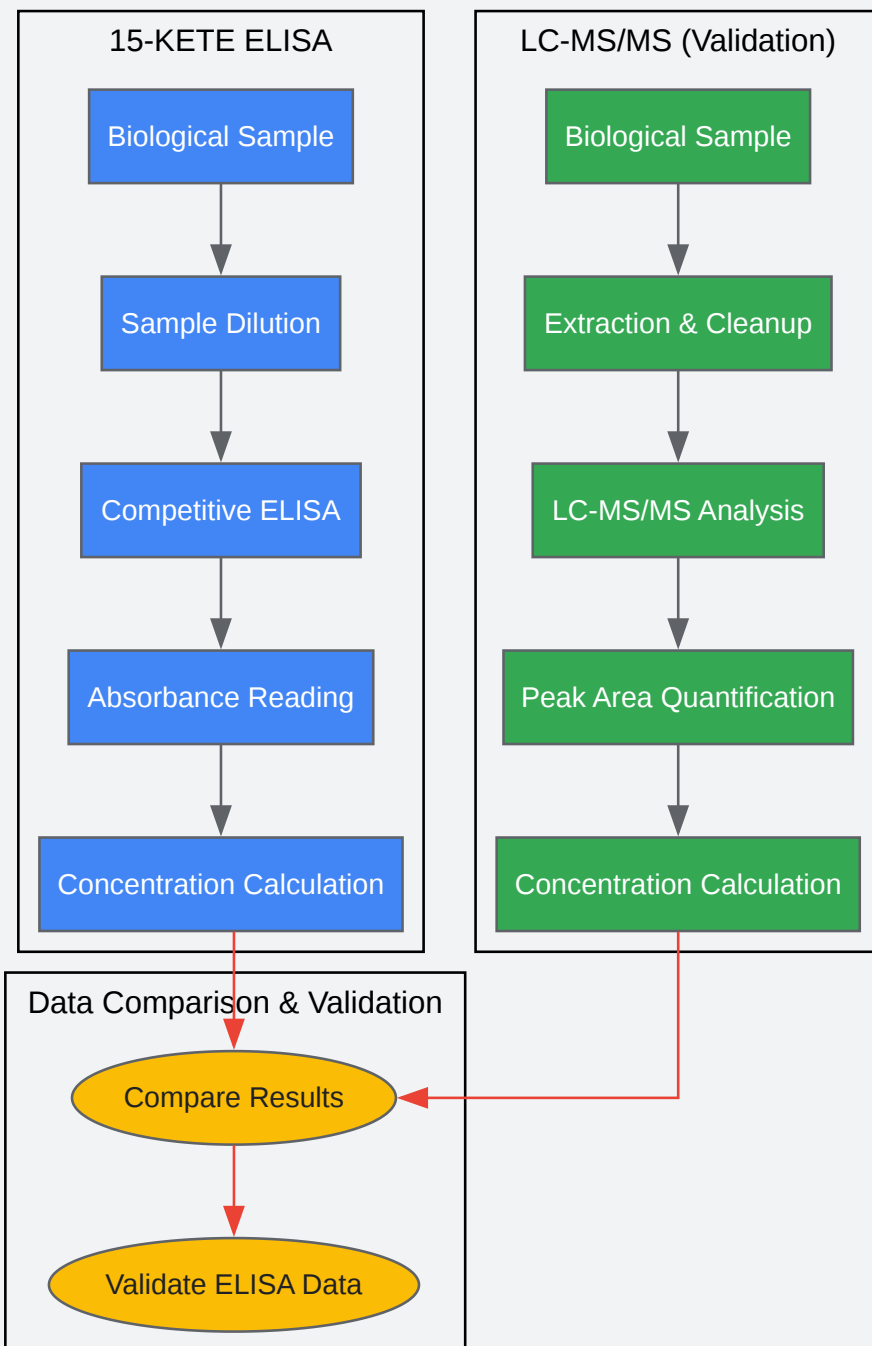 15-KETE ELISA
Biological Sample
Sample Dilution
Competitive ELISA
Absorbance Reading
Concentration Calculation
LC-MS/MS (Validation)
Biological Sample
Extraction & Cleanup
LC-MS/MS Analysis
Peak Area Quantification
Concentration Calculation
Data Comparison & Validation
Compare Results
Validate ELISA Data